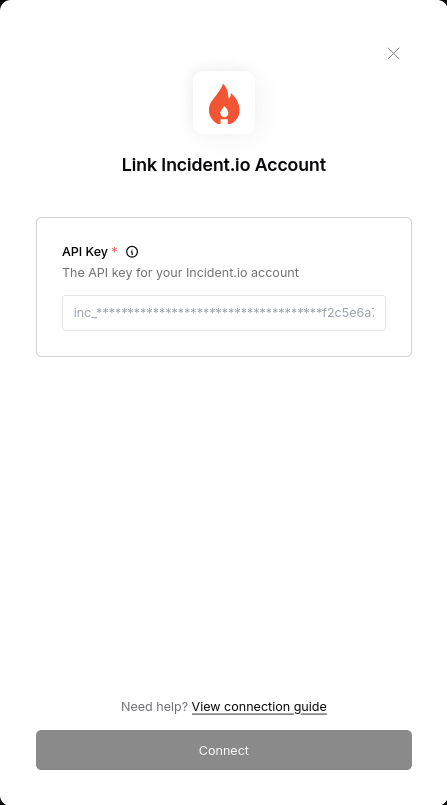 Link Incident.io Account
API Key *
The API key for your Incident.io account
inc_************************************f2c5e6a7
Need help? View connection guide
Connect